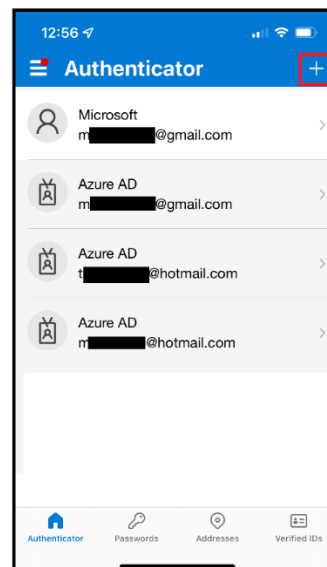 12:56
Authenticator
Microsoft
m @gmail.com
Azure AD
m @gmail.com
Azure AD
t @hotmail.com
Azure AD
m @hotmail.com
Authenticator Passwords Addresses Verified IDs